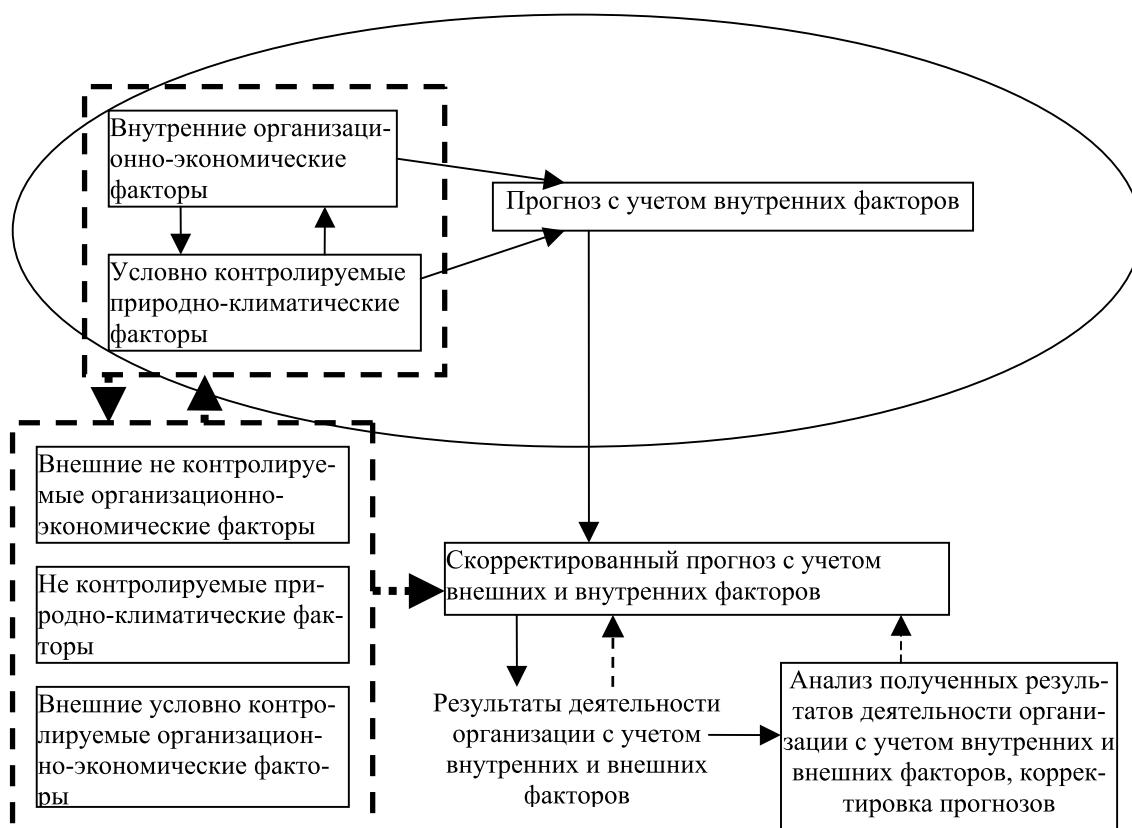 Внутренние организаци-
онно-экономические
факторы
Прогноз с учетом внутренних факторов
Условно контролируемые
природно-климатические
факторы
Внешние не контролируе-
мые организационно-
экономические факторы
Скорректированный прогноз с учетом
внешних и внутренних факторов
Не контролируемые при-
родно-климатические фак-
торы
Внешние условно контро-
лируемые организацион-
но-экономические факто-
ры
Результаты деятельности
организации с учетом
внутренних и внешних
факторов
Анализ полученных резуль-
татов деятельности органи-
зации с учетом внутренних и
внешних факторов, коррек-
тировка прогнозов